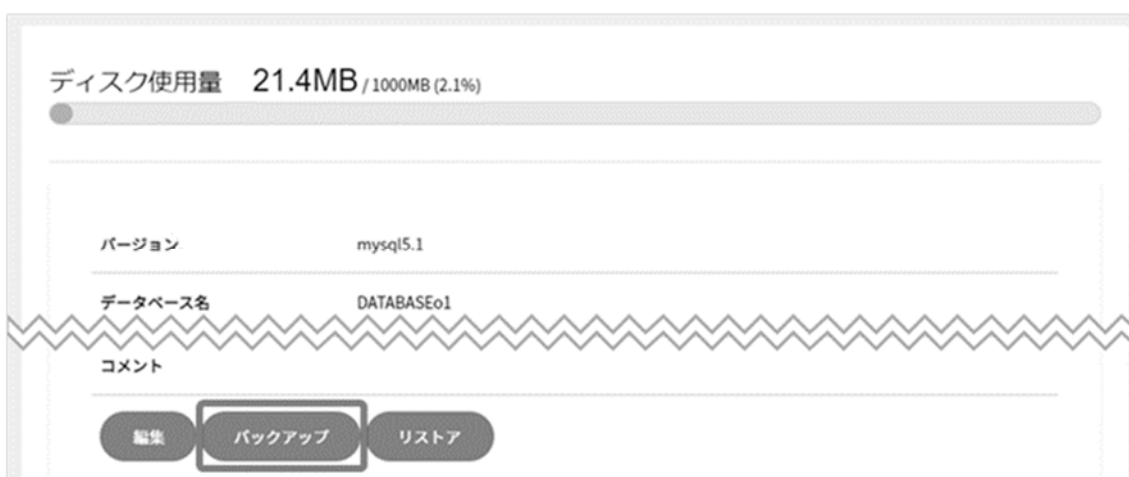 ディスク使用量 21.4MB / 1000MB (2.1%)
バージョン mysql5.1
データベース名 DATABASEo1
コメント
編集 バックアップ リストア